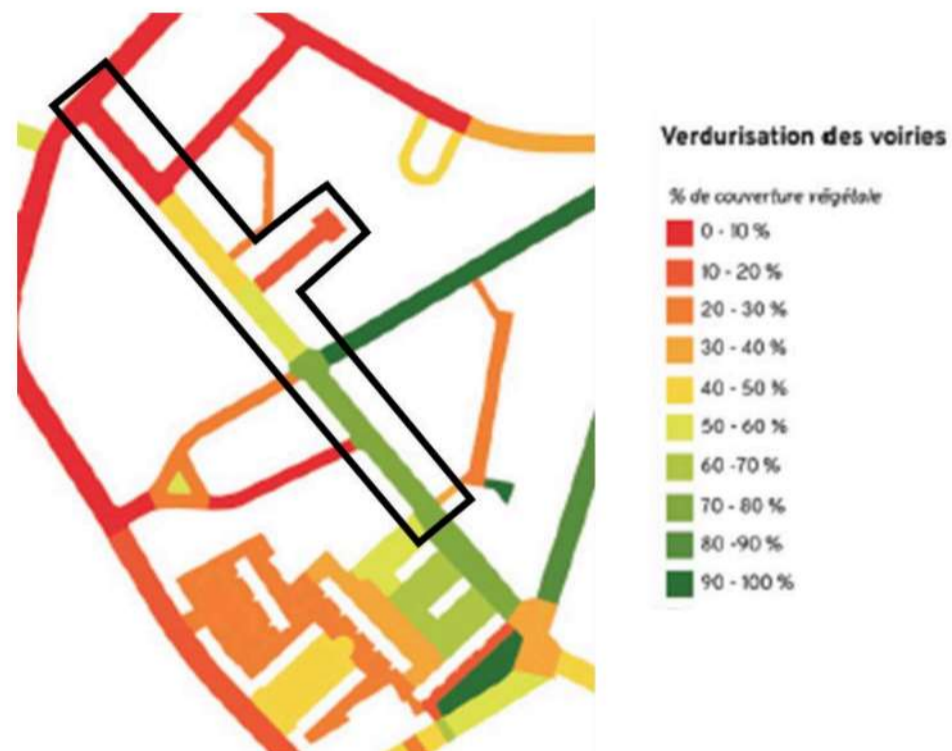 Verdurisation des voiries
% de couverture végétale
0 - 10 %
10 - 20 %
20 - 30 %
30 - 40 %
40 - 50 %
50 - 60 %
60 -70 %
70 - 80 %
80 -90 %
90 - 100 %